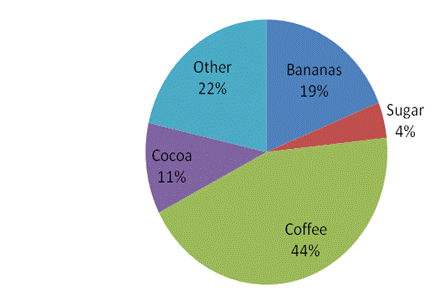 Other
22%
Bananas
19%
Sugar
4%
Cocoa
11%
Coffee
44%